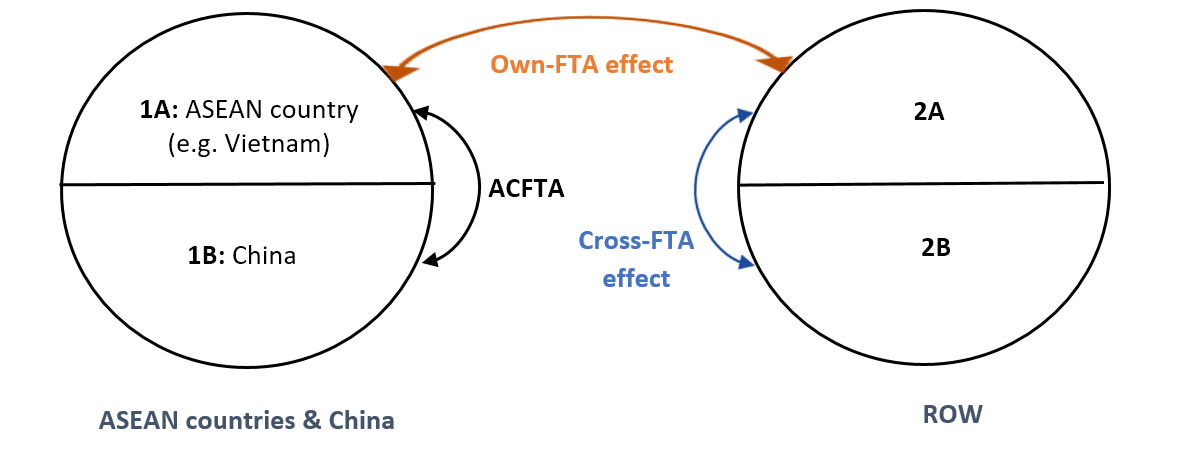 Own-FTA effect
1A: ASEAN country
(e.g. Vietnam)
2A
ACFTA
Cross-FTA
effect
1B: China
2B
ASEAN countries & China
ROW